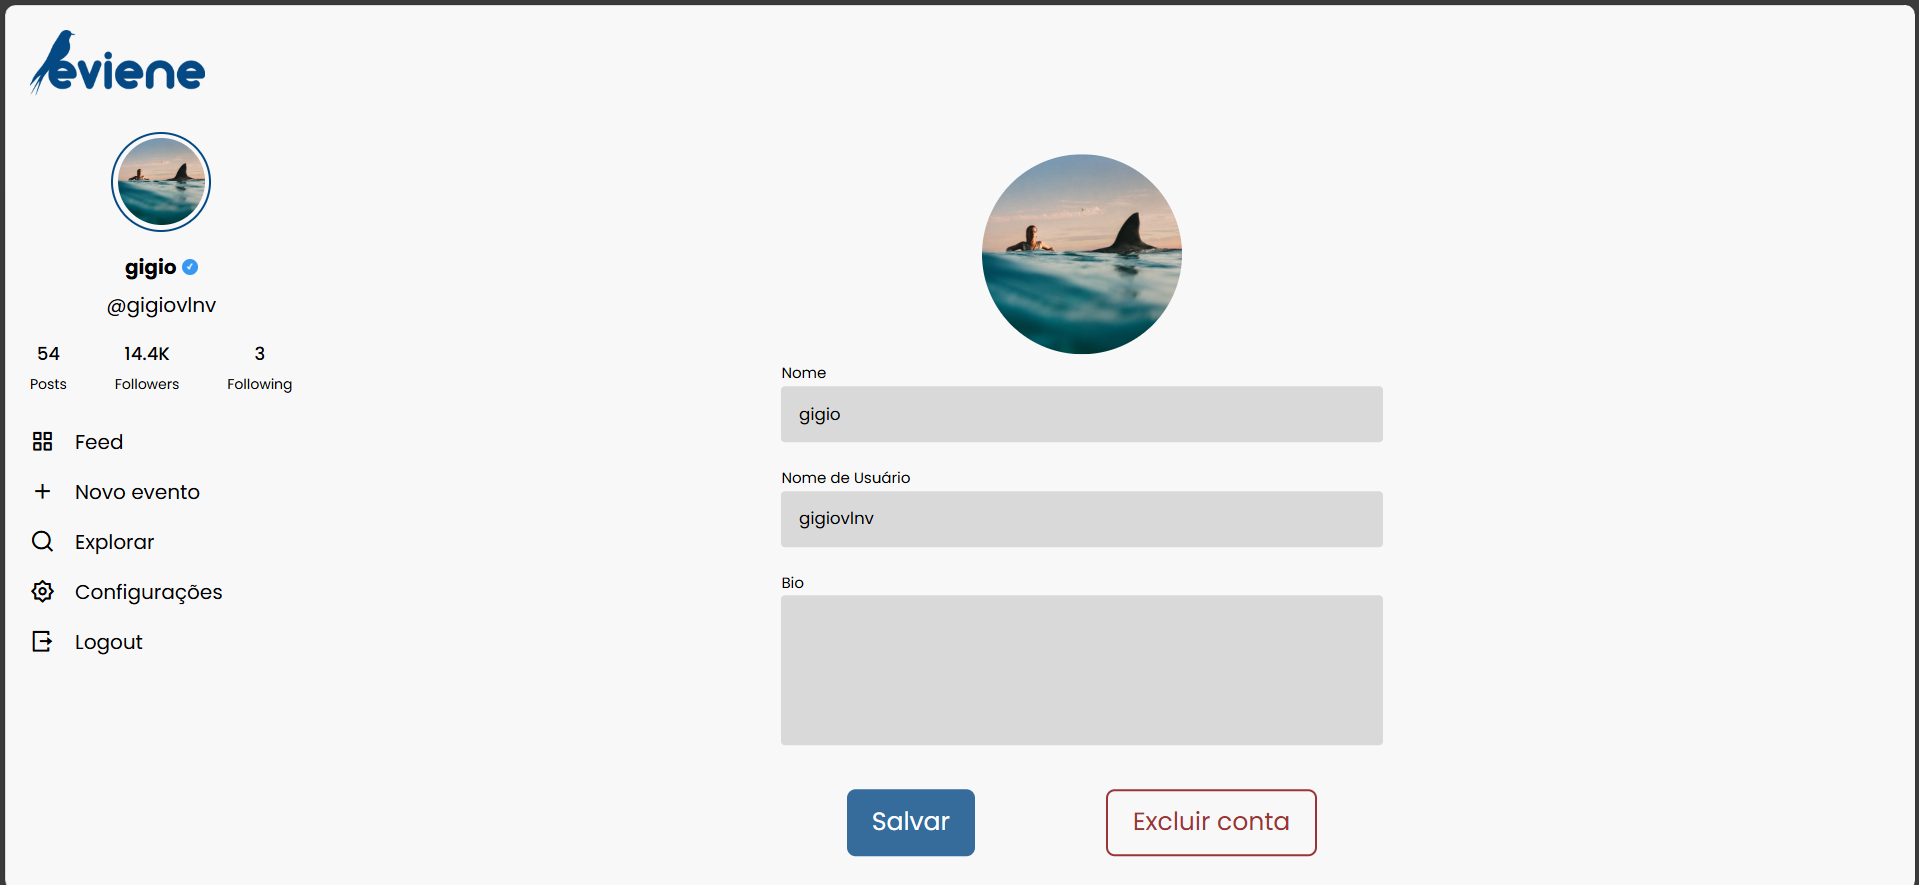 eviene
gigio
@gigiovlnv
54 14.4K 3
Posts Followers Following
Feed
Novo evento
Explorar
Configurações
Logout
Nome
gigio
Nome de Usuário
gigiovlnv
Bio
Salvar Excluir conta